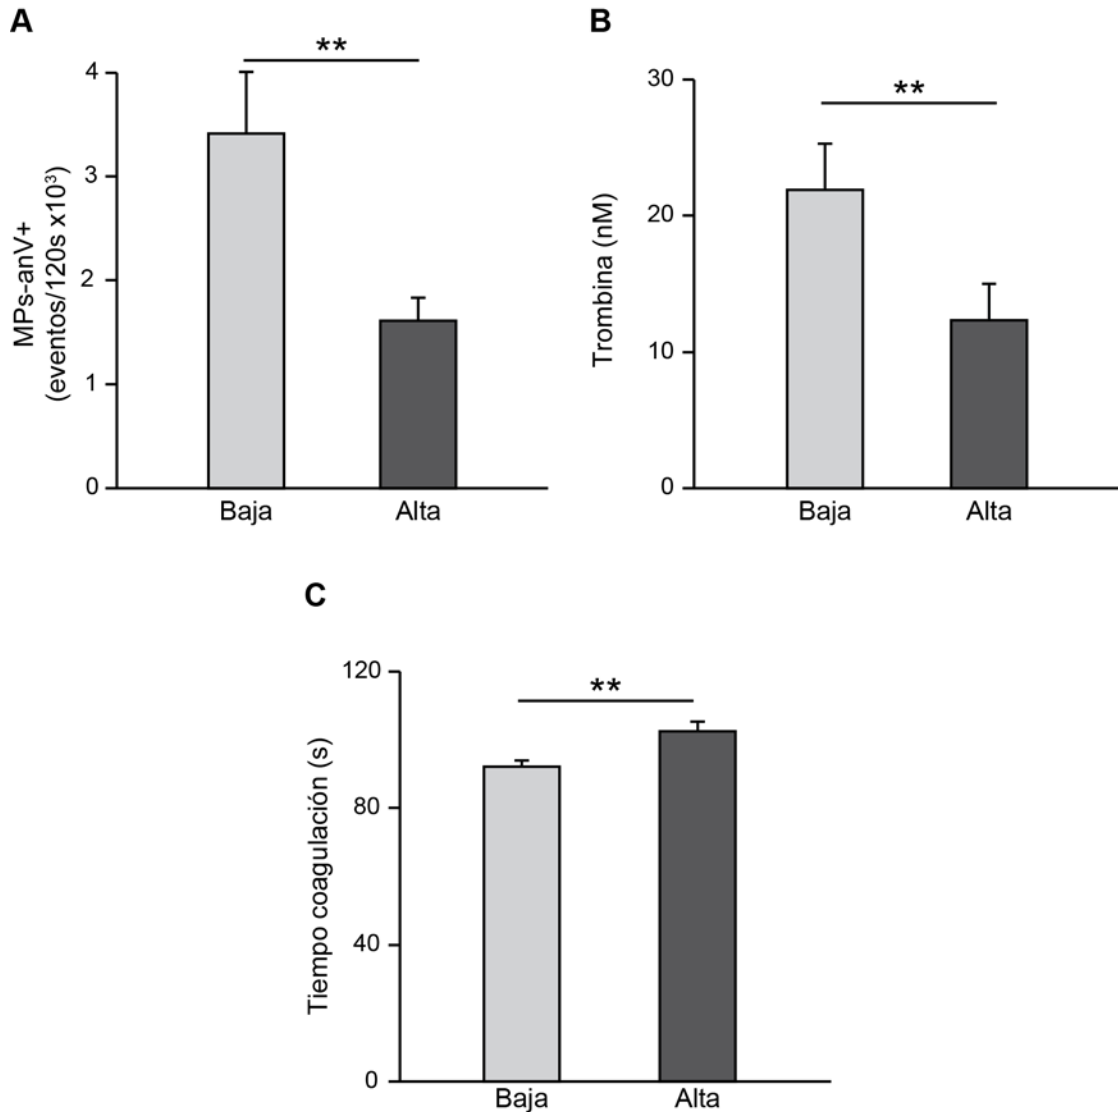 A
**
MPs-anV+
(eventos/120s x10³)
4
3
2
1
0
Baja Alta
B
**
Trombina (nM)
30
20
10
0
Baja Alta
C
**
Tiempo coagulación (s)
120
80
40
0
Baja Alta